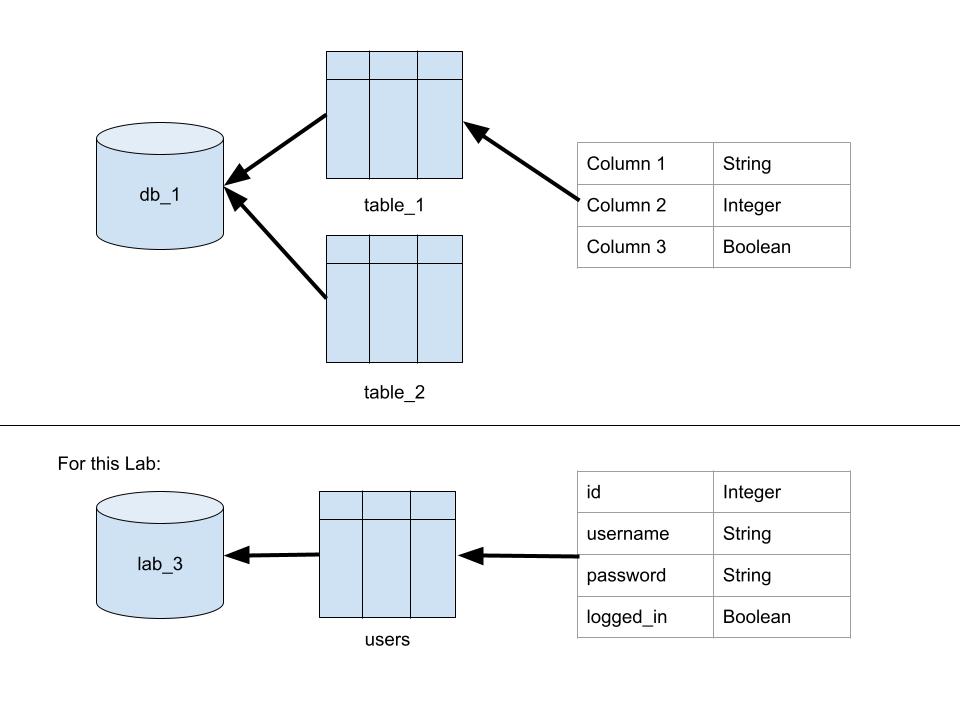 db_1
table_1
table_2
Column 1 String
Column 2 Integer
Column 3 Boolean
For this Lab:
lab_3
users
id Integer
username String
password String
logged_in Boolean